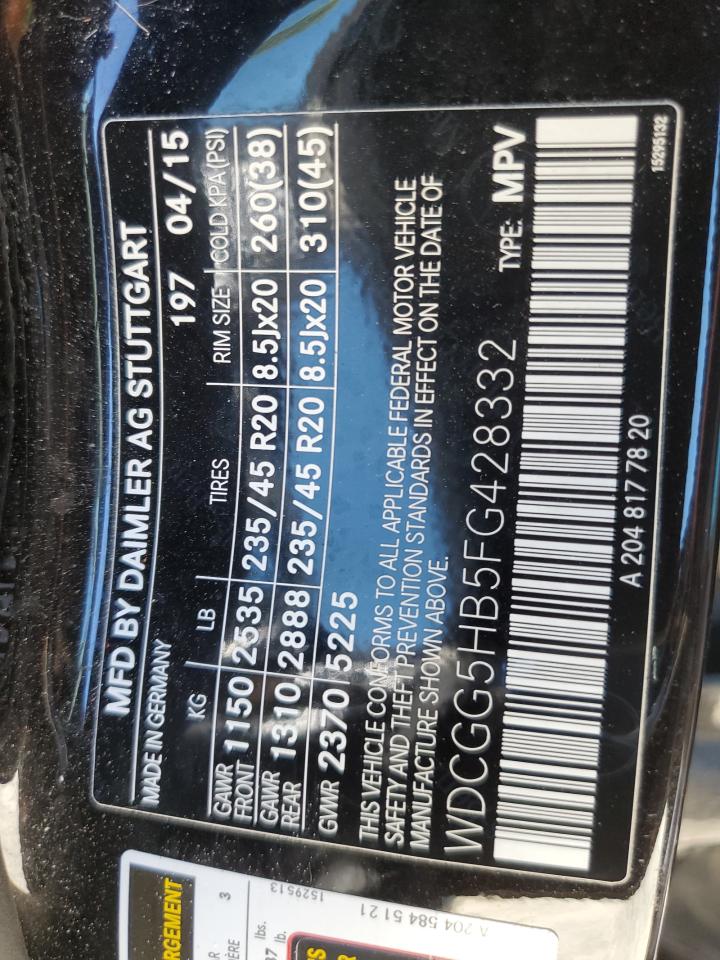 MFD BY DAIMLER AG STUTTGART
MADE IN GERMANY 197 04/15
KG LB TIRES RIM SIZE COLD KPA (PSI)
GAWR FRONT 1150 2535 235/45 R20 8.5Jx20 260(38)
GAWR REAR 1310 2888 235/45 R20 8.5Jx20 310(45)
GVWR 2370 5225
THIS VEHICLE CONFORMS TO ALL APPLICABLE FEDERAL MOTOR VEHICLE
SAFETY AND THEFT PREVENTION STANDARDS IN EFFECT ON THE DATE OF
MANUFACTURE SHOWN ABOVE.
WDCGG5HB5FG428332 TYPE: MPV
A 204 817 78 20
15295132
RGEMENT
3
lbs.
lb.
1529513
A 204 584 51 21